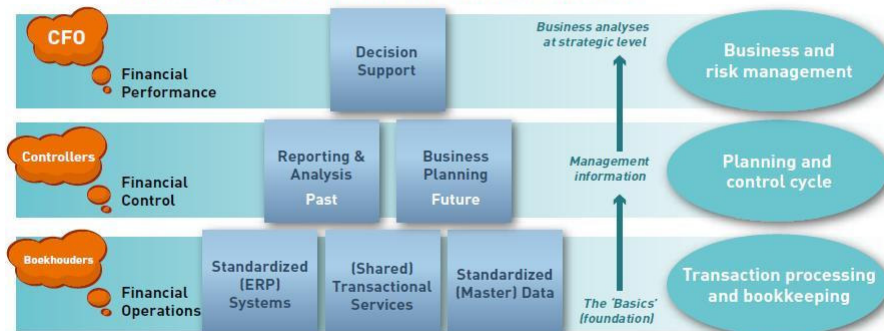 CFO
Financial
Performance
Decision
Support
Business analyses
at strategic level
Business and
risk management
Controllers
Financial
Control
Reporting &
Analysis
Past
Business
Planning
Future
Management
information
Planning and
control cycle
Boekhouders
Financial
Operations
Standardized
(ERP)
Systems
(Shared)
Transactional
Services
Standardized
(Master) Data
The 'Basics'
(foundation)
Transaction processing
and bookkeeping